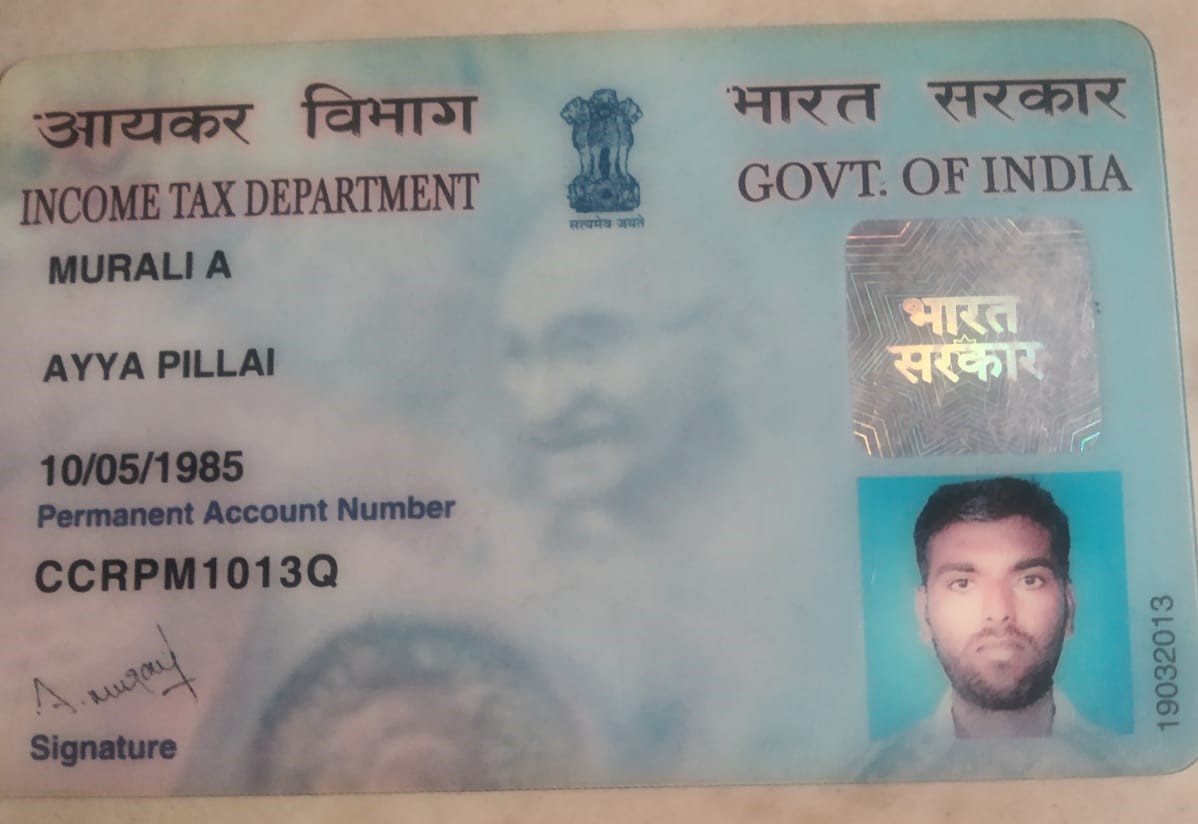 आयकर विभाग
INCOME TAX DEPARTMENT
सत्यमेव जयते
भारत सरकार
GOVT. OF INDIA
MURALI A
AYYA PILLAI
10/05/1985
Permanent Account Number
CCRPM1013Q
Signature
भारत
सरकार
19032013